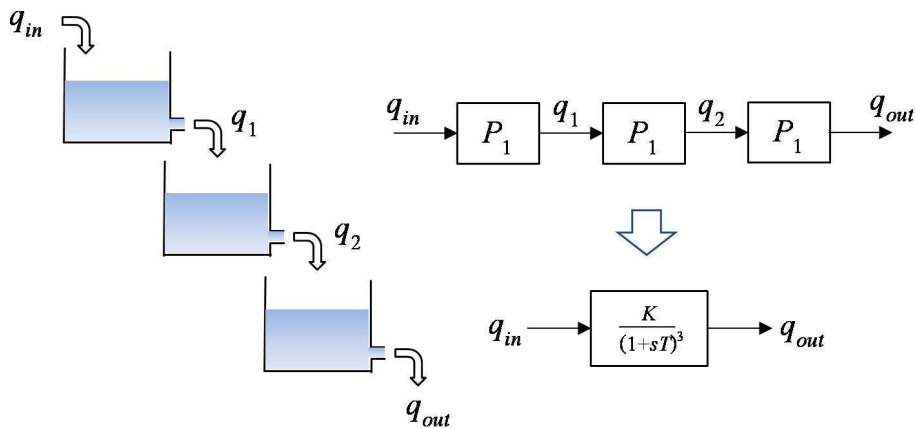 q_in
q_1
q_2
q_out
q_in P_1 q_1 P_1 q_2 P_1 q_out
q_in K/(1+sT)^3 q_out